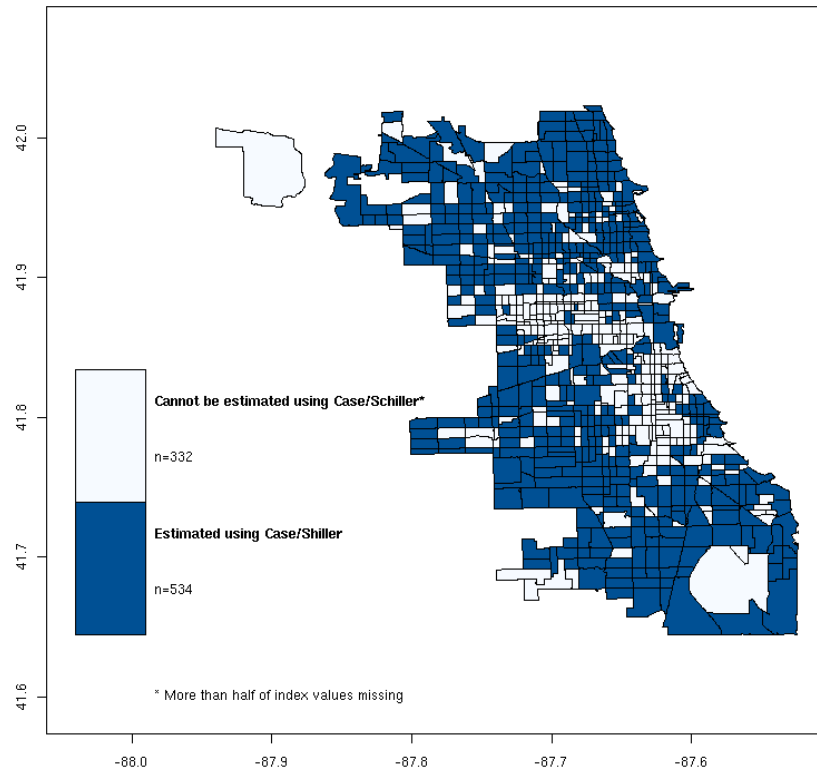 42.0
41.9
41.8
41.7
41.6
Cannot be estimated using Case/Schiller*
n=332
Estimated using Case/Shiller
n=534
* More than half of index values missing
-88.0
-87.9
-87.8
-87.7
-87.6